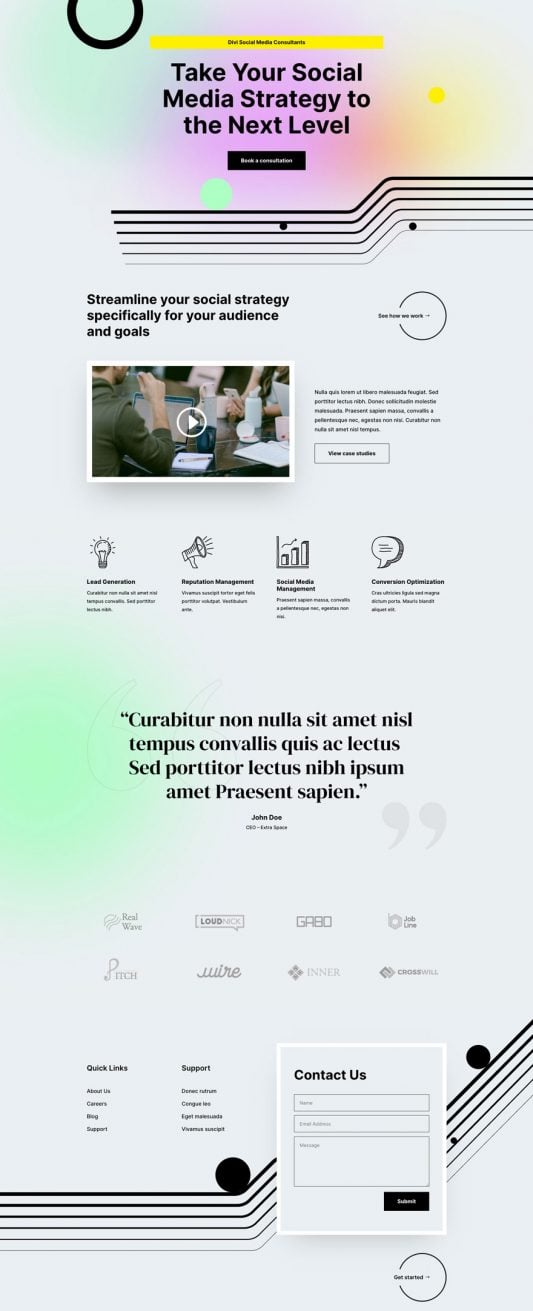 Divi Social Media Consultants
Take Your Social
Media Strategy to
the Next Level
Book a consultation
Streamline your social strategy
specifically for your audience
and goals
See how we work →
Nulla quis lorem ut libero malesuada feugiat. Sed
porttitor lectus nibh. Donec sollicitudin molestie
malesuada. Praesent sapien massa, convallis a
pellentesque nec, egestas non nisi. Curabitur non
nulla sit amet nisl tempus.
View case studies
Lead Generation
Curabitur non nulla sit amet nisl
tempus convallis. Sed porttitor
lectus nibh.
Reputation Management
Vivamus suscipit tortor eget felis
porttitor volutpat. Vestibulum
ante.
Social Media
Management
Praesent sapien massa, convallis
a pellentesque nec, egestas non
nisi.
Conversion Optimization
Cras ultricies ligula sed magna
dictum porta. Mauris blandit
aliquet elit.
“Curabitur non nulla sit amet nisl
tempus convallis quis ac lectus
Sed porttitor lectus nibh ipsum
amet Praesent sapien.”
John Doe
CEO – Extra Space
Real
Wave
LOUDNICK
GABO
Job
Line
PITCH
wire
INNER
CROSSWILL
Quick Links
About Us
Careers
Blog
Support
Support
Donec rutrum
Congue leo
Eget malesuada
Vivamus suscipit
Contact Us
Name
Email Address
Message
Submit
Get started →